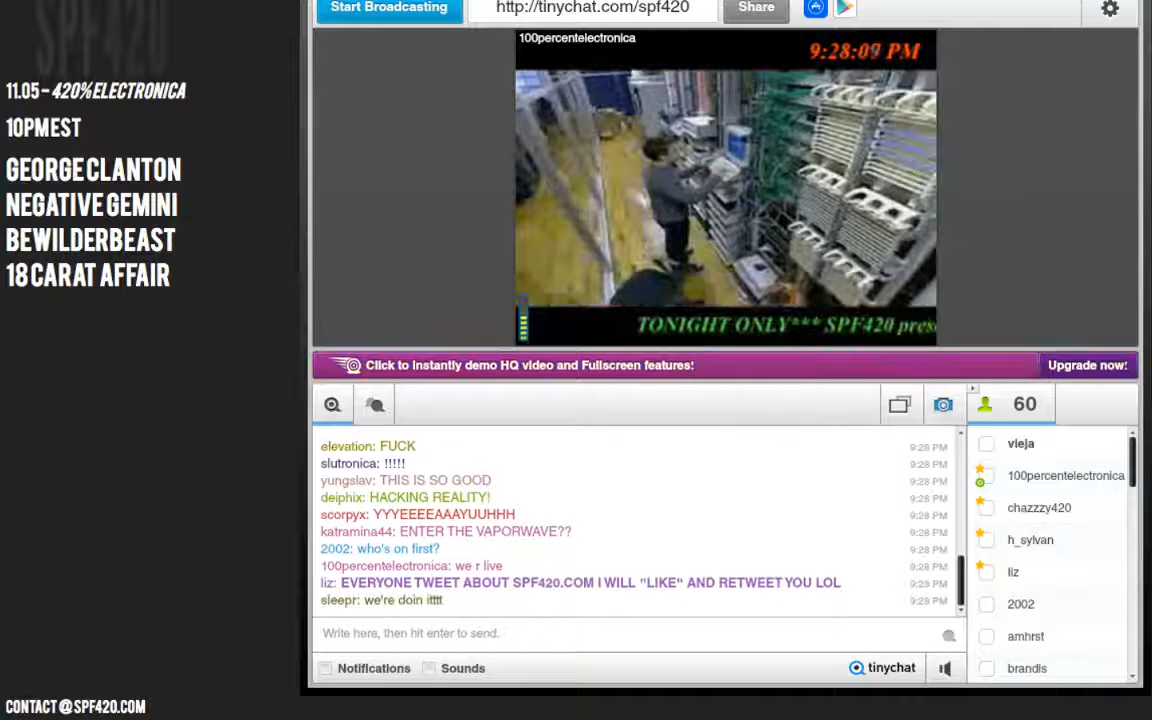 SPF420
11.05 - 420%ELECTRONICA
10PM EST
GEORGE CLANTON
NEGATIVE GEMINI
BEWILDERBEAST
18 CARAT AFFAIR
CONTACT@SPF420.COM
Start Broadcasting
http://tinychat.com/spf420
Share
100percentelectronica
9:28:09 PM
TONIGHT ONLY*** SPF420 pres
Click to instantly demo HQ video and Fullscreen features!
Upgrade now!
60
elevation: FUCK 9:28 PM
slutronica: !!!!! 9:28 PM
yungslav: THIS IS SO GOOD 9:28 PM
deiphix: HACKING REALITY! 9:28 PM
scorpyx: YYYEEEEAAAYUUHHH 9:28 PM
katramina44: ENTER THE VAPORWAVE?? 9:28 PM
2002: who's on first? 9:28 PM
100percentelectronica: we r live 9:28 PM
liz: EVERYONE TWEET ABOUT SPF420.COM I WILL "LIKE" AND RETWEET YOU LOL 9:28 PM
sleepr: we're doin itttt 9:28 PM
Write here, then hit enter to send.
Notifications
Sounds
tinychat
vieja
100percentelectronica
chazzzy420
h_sylvan
liz
2002
amhrst
brandis